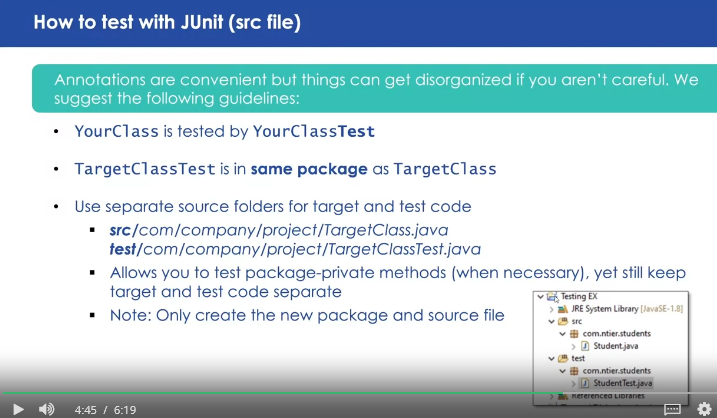 How to test with JUnit (src file)
Annotations are convenient but things can get disorganized if you aren't careful. We
suggest the following guidelines:
• YourClass is tested by YourClassTest
• TargetClassTest is in same package as TargetClass
• Use separate source folders for target and test code
▪ src/com/company/project/TargetClass.java
test/com/company/project/TargetClassTest.java
▪ Allows you to test package-private methods (when necessary), yet still keep
target and test code separate
▪ Note: Only create the new package and source file
Testing EX
JRE System Library [JavaSE-1.8]
src
com.ntier.students
Student.java
test
com.ntier.students
StudentTest.java
Referenced Libraries
4:45 / 6:19